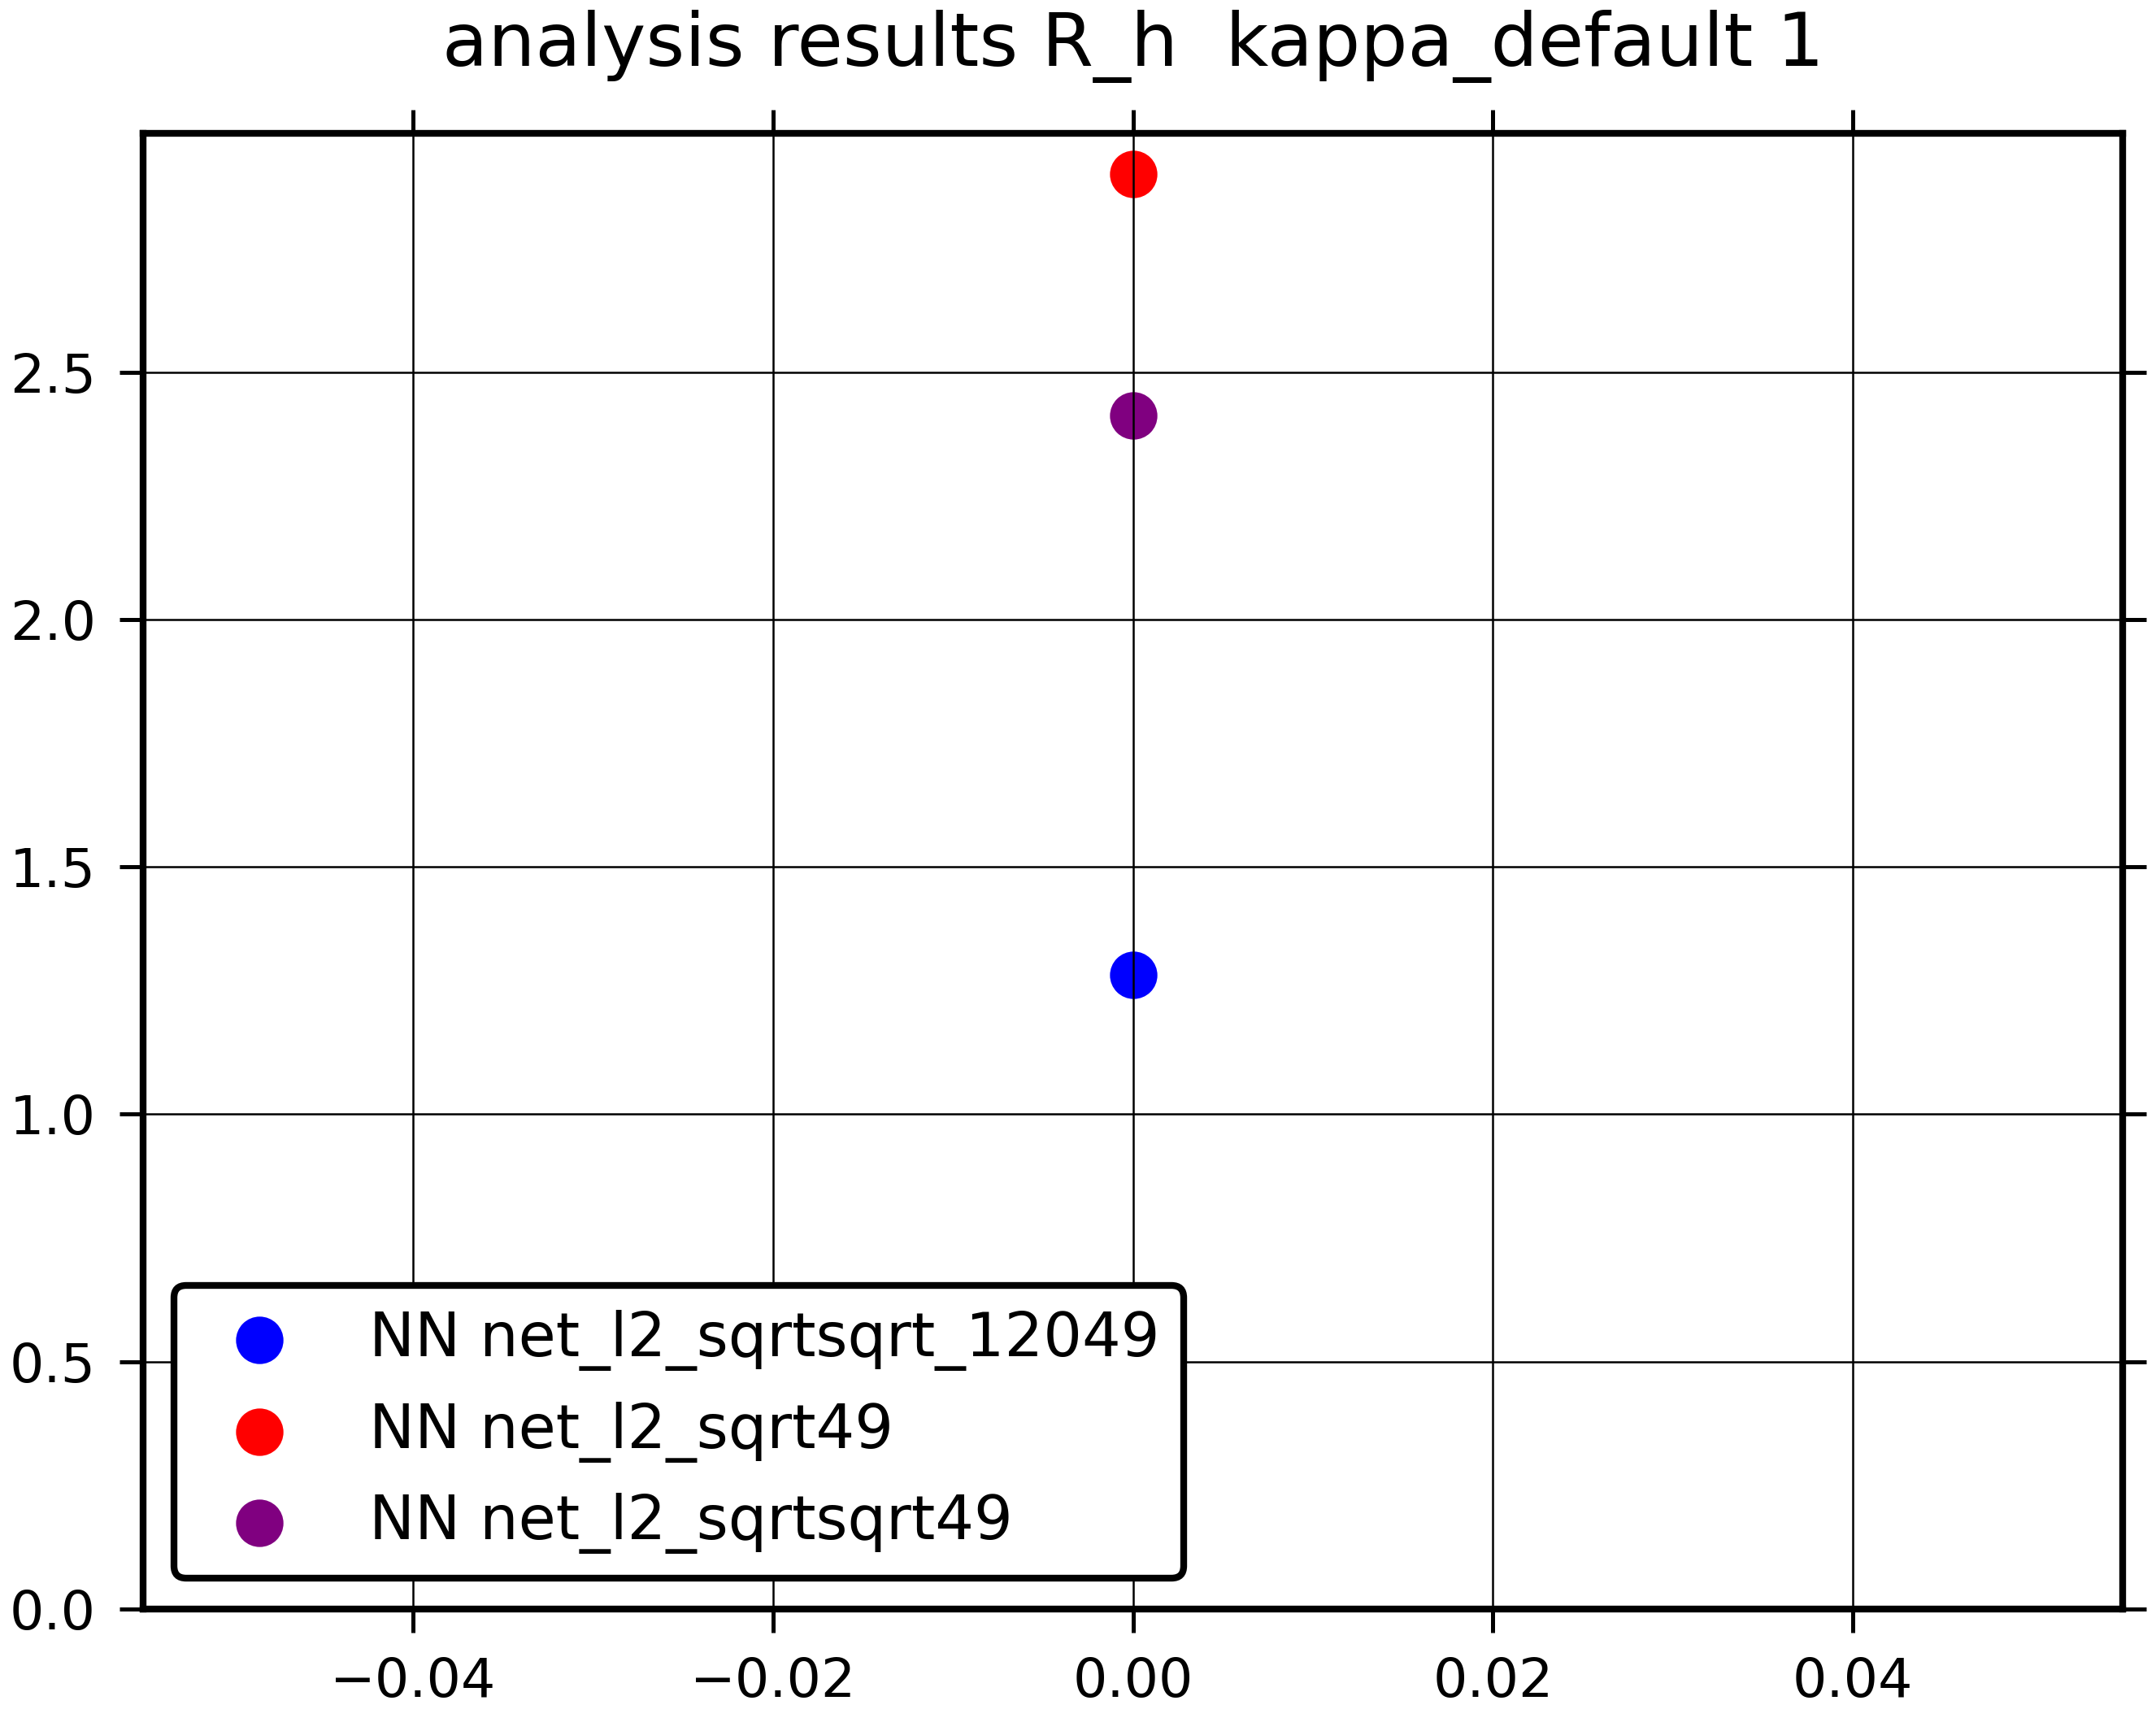 analysis results R_h  kappa_default 1
2.5
2.0
1.5
1.0
0.5
0.0
NN net_l2_sqrtsqrt_12049
NN net_l2_sqrt49
NN net_l2_sqrtsqrt49
−0.04 −0.02 0.00 0.02 0.04